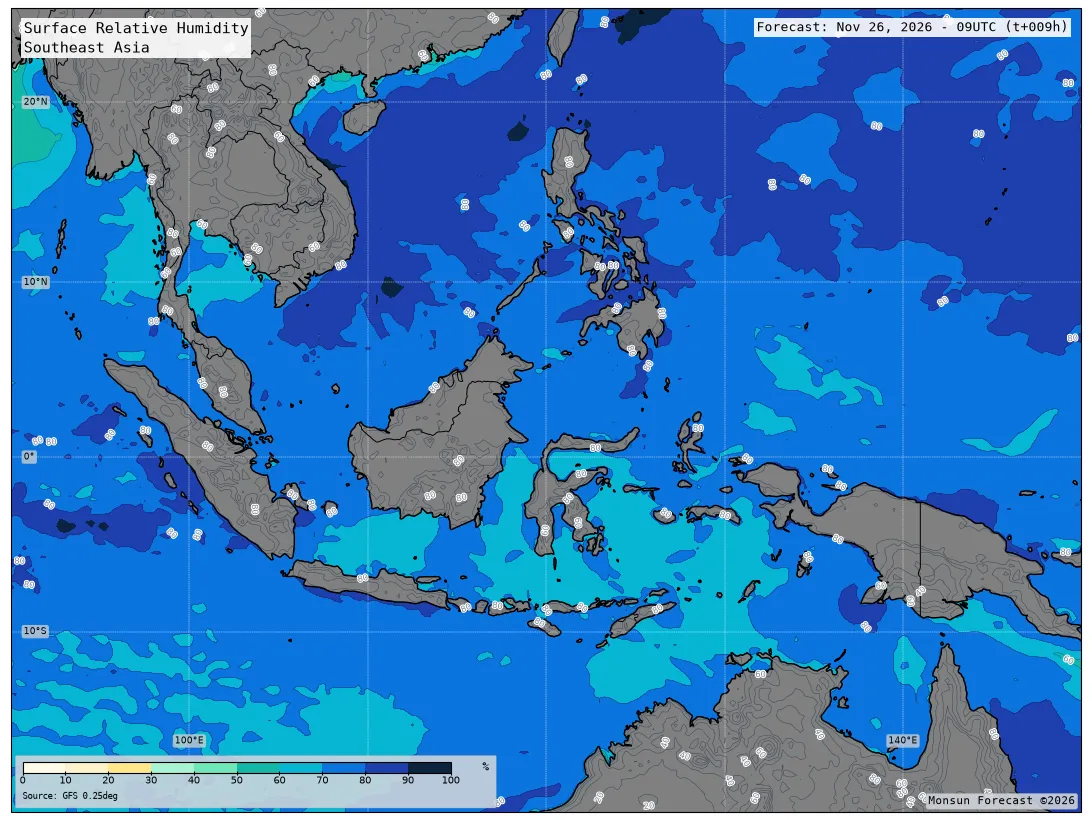 Surface Relative Humidity
Southeast Asia
Forecast: Nov 26, 2026 - 09UTC (t+009h)
20°N
10°N
0°
10°S
100°E
140°E
0 10 20 30 40 50 60 70 80 90 100
%
Source: GFS 0.25deg
Monsun Forecast ©2026